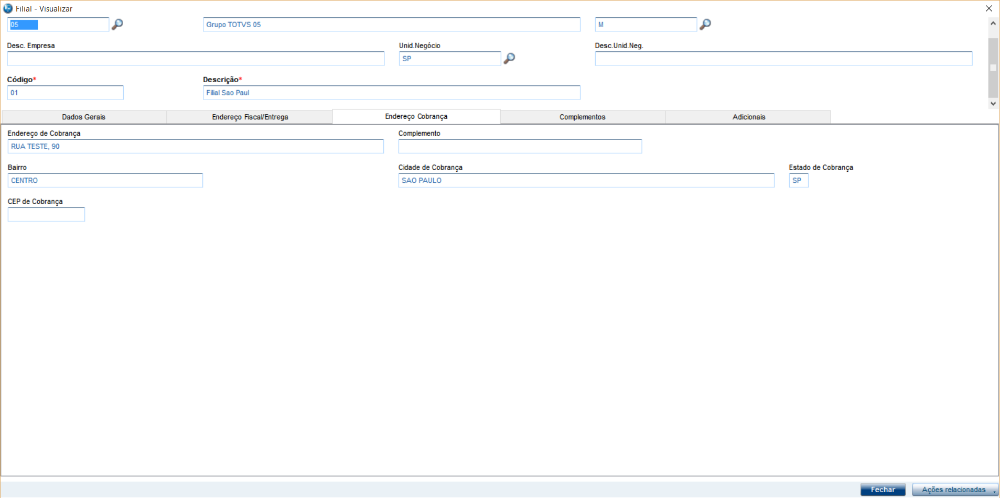 Filial - Visualizar
05 Grupo TOTVS 05 M
Desc. Empresa Unid.Negócio Desc.Unid.Neg.
SP
Código* Descrição*
01 Filial Sao Paul
Dados Gerais Endereço Fiscal/Entrega Endereço Cobrança Complementos Adicionais
Endereço de Cobrança Complemento
RUA TESTE, 90
Bairro Cidade de Cobrança Estado de Cobrança
CENTRO SAO PAULO SP
CEP de Cobrança
Fechar Ações relacionadas